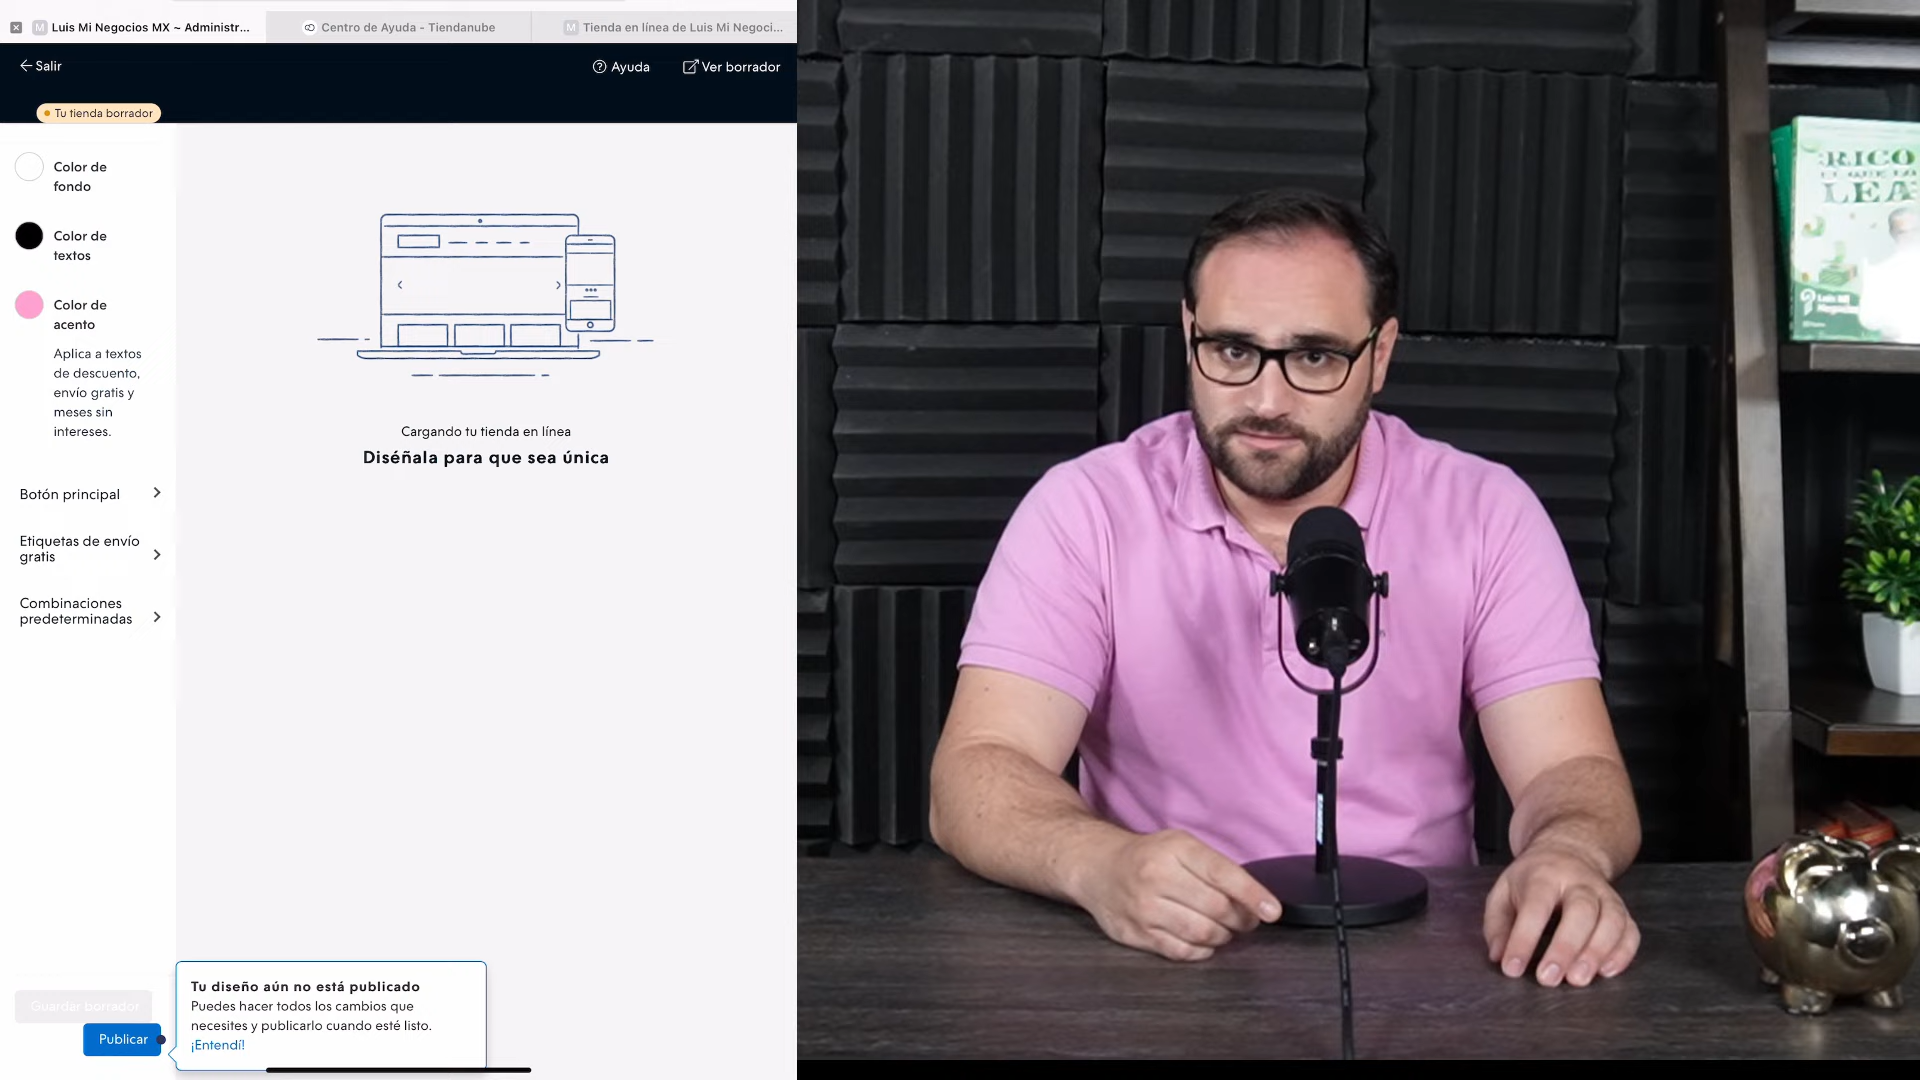 Luis Mi Negocios MX ~ Administr...
Centro de Ayuda - Tiendanube
Tienda en línea de Luis Mi Negoci...
Salir
Ayuda
Ver borrador
Tu tienda borrador
Color de
fondo
Color de
textos
Color de
acento
Aplica a textos
de descuento,
envío gratis y
meses sin
intereses.
Botón principal
Etiquetas de envío
gratis
Combinaciones
predeterminadas
Cargando tu tienda en línea
Diséñala para que sea única
Guardar borrador
Publicar
Tu diseño aún no está publicado
Puedes hacer todos los cambios que
necesites y publicarlo cuando esté listo.
¡Entendí!
RICO
LEA
Luis Mi
Negocios